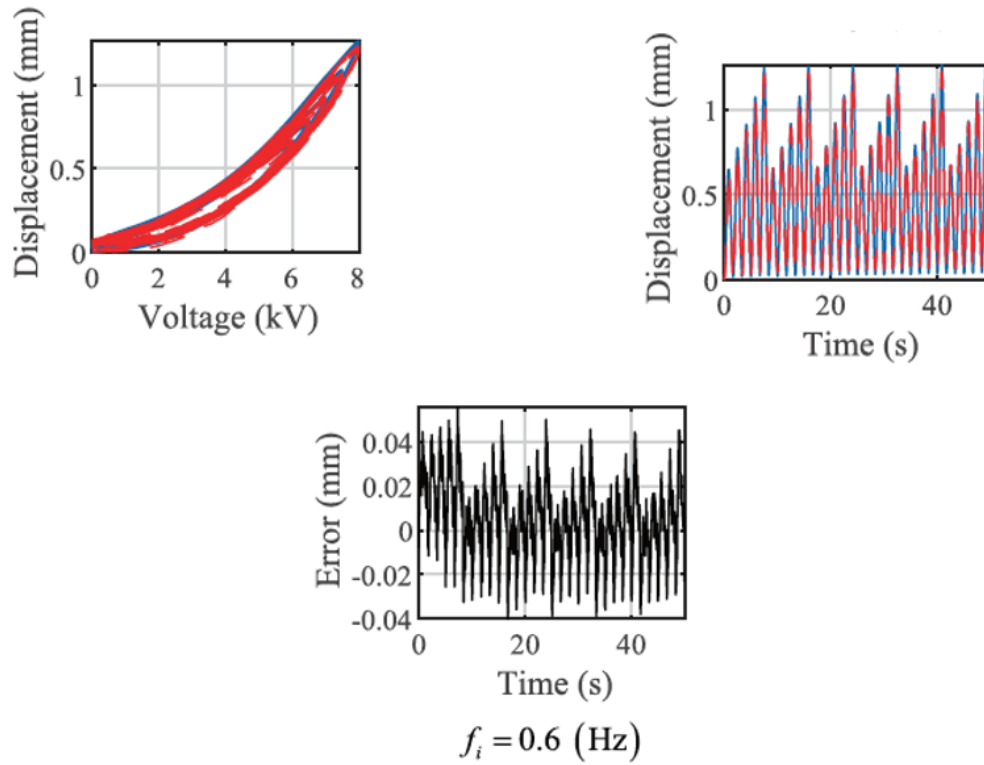 Displacement (mm)
1
0.5
0
0 2 4 6 8
Voltage (kV)
Displacement (mm)
1
0.5
0
0 20 40
Time (s)
Error (mm)
0.04
0.02
0
-0.02
-0.04
0 20 40
Time (s)
f_i = 0.6 (Hz)